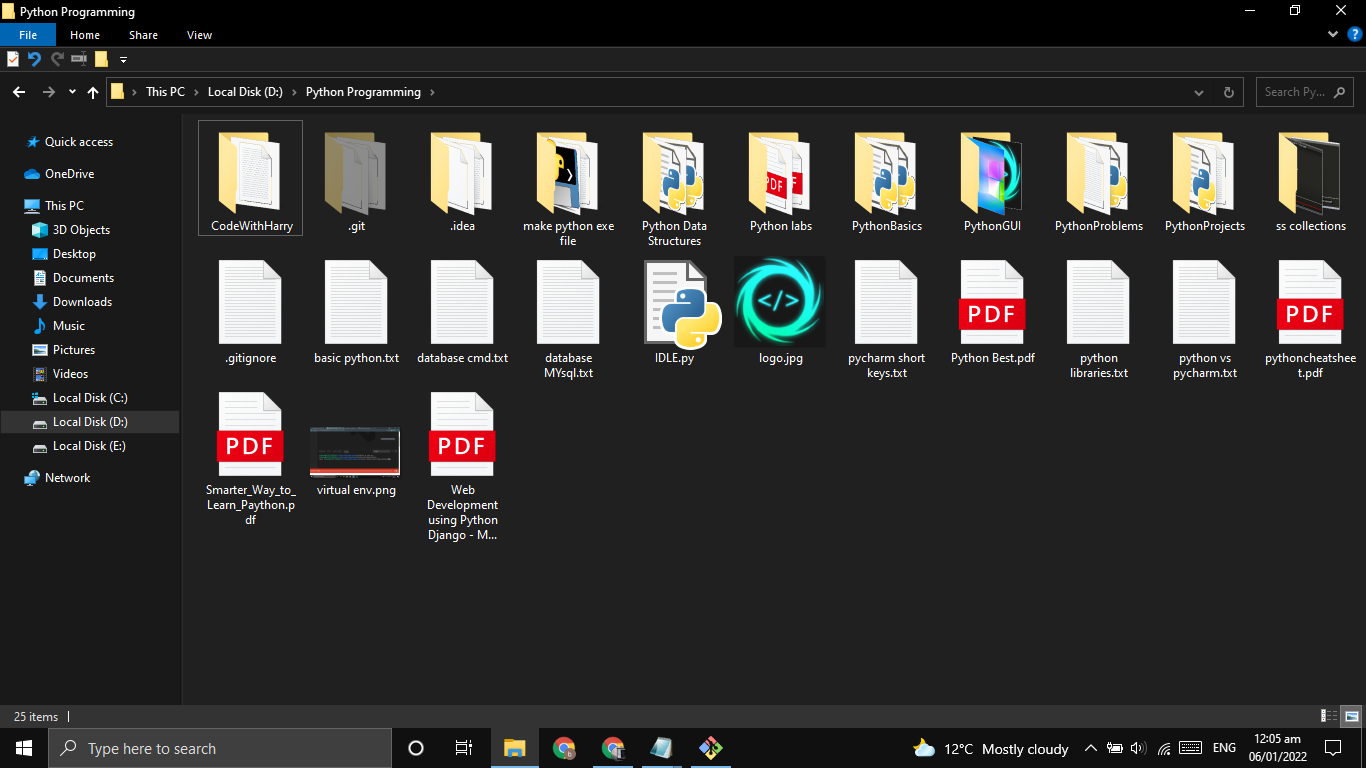 Python Programming
File Home Share View
This PC Local Disk (D:) Python Programming
Search Py...
Quick access
OneDrive
This PC
3D Objects
Desktop
Documents
Downloads
Music
Pictures
Videos
Local Disk (C:)
Local Disk (D:)
Local Disk (E:)
Network
CodeWithHarry
.git
.idea
make python exe
file
Python Data
Structures
Python labs
PythonBasics
PythonGUI
PythonProblems
PythonProjects
ss collections
.gitignore
basic python.txt
database cmd.txt
database
MYsql.txt
IDLE.py
</>
logo.jpg
pycharm short
keys.txt
PDF
Python Best.pdf
python
libraries.txt
python vs
pycharm.txt
PDF
pythoncheatshee
t.pdf
PDF
Smarter_Way_to_
Learn_Paython.p
df
virtual env.png
PDF
Web
Development
using Python
Django - M...
PDF
25 items
Type here to search
12°C Mostly cloudy
ENG
12:05 am
06/01/2022